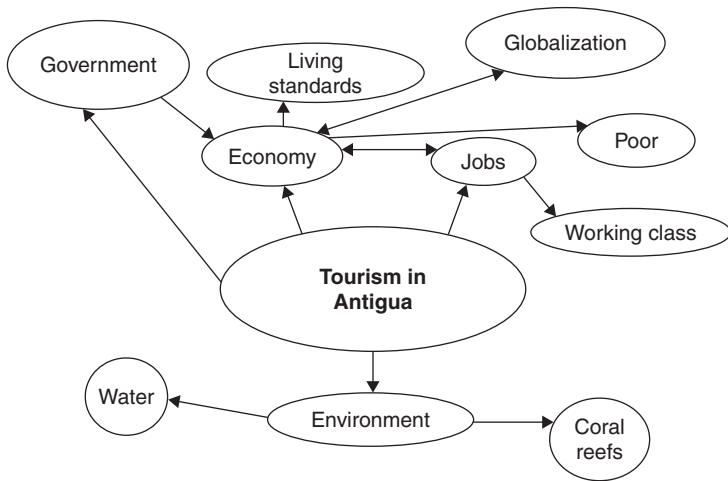 Globalization
Government
Living
standards
Economy
Jobs
Poor
Working class
Tourism in
Antigua
Water
Environment
Coral
reefs